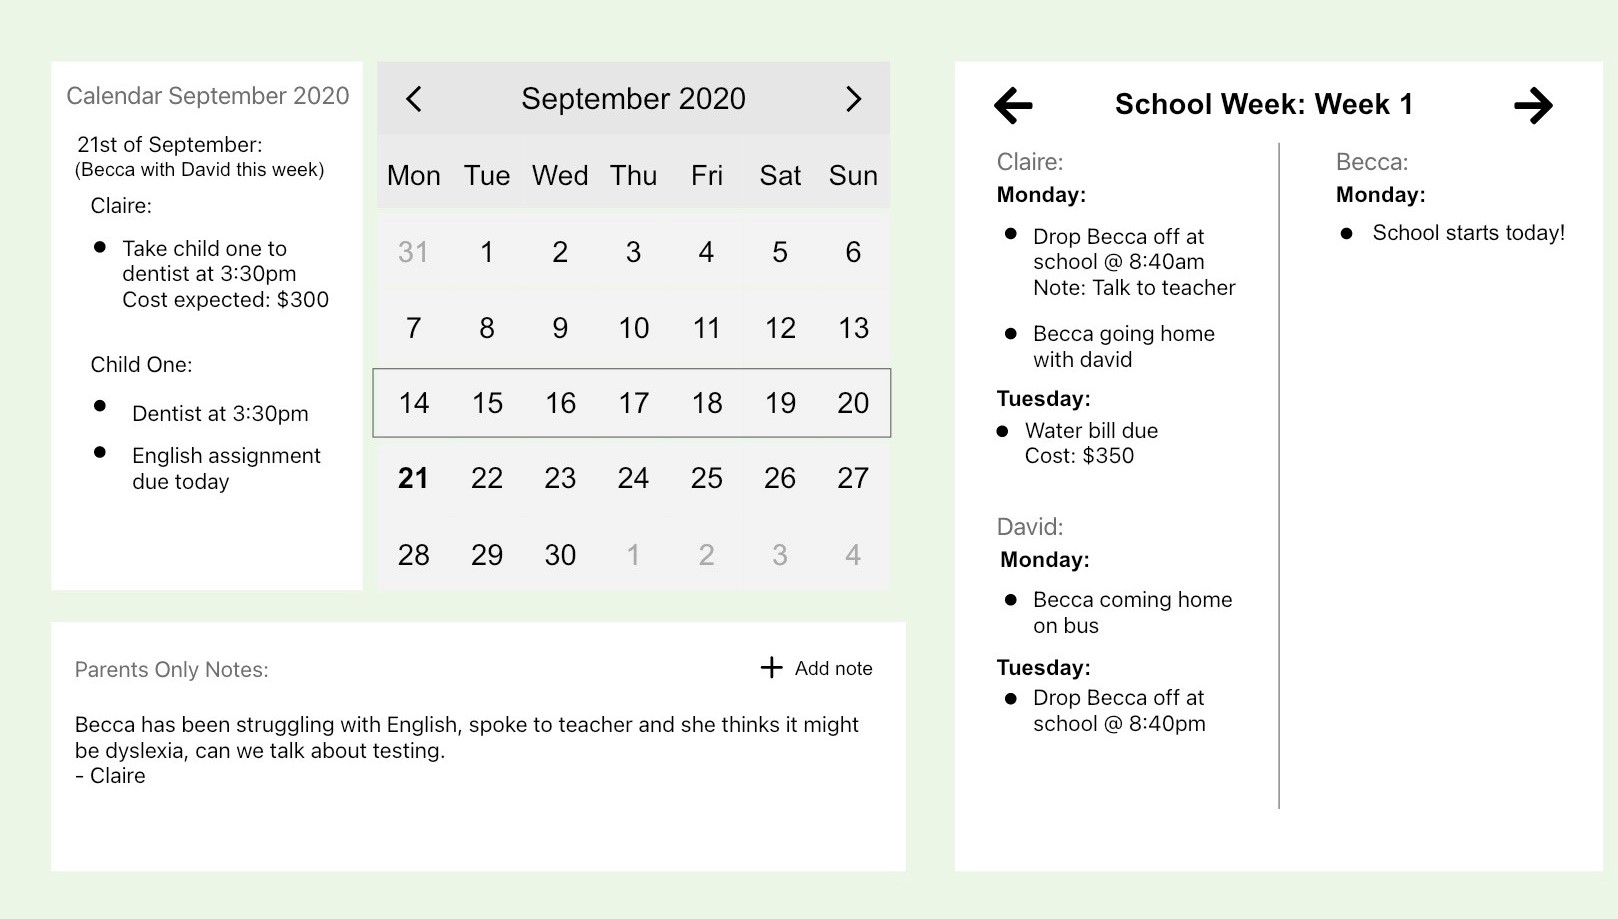 Calendar September 2020
21st of September:
(Becca with David this week)
Claire:
● Take child one to
dentist at 3:30pm
Cost expected: $300
Child One:
● Dentist at 3:30pm
● English assignment
due today
< September 2020 >
Mon Tue Wed Thu Fri Sat Sun
31 1 2 3 4 5 6
7 8 9 10 11 12 13
14 15 16 17 18 19 20
21 22 23 24 25 26 27
28 29 30 1 2 3 4
Parents Only Notes:
+ Add note
Becca has been struggling with English, spoke to teacher and she thinks it might
be dyslexia, can we talk about testing.
- Claire
← School Week: Week 1 →
Claire:
Monday:
● Drop Becca off at
school @ 8:40am
Note: Talk to teacher
● Becca going home
with david
Tuesday:
● Water bill due
Cost: $350
David:
Monday:
● Becca coming home
on bus
Tuesday:
● Drop Becca off at
school @ 8:40pm
Becca:
Monday:
● School starts today!